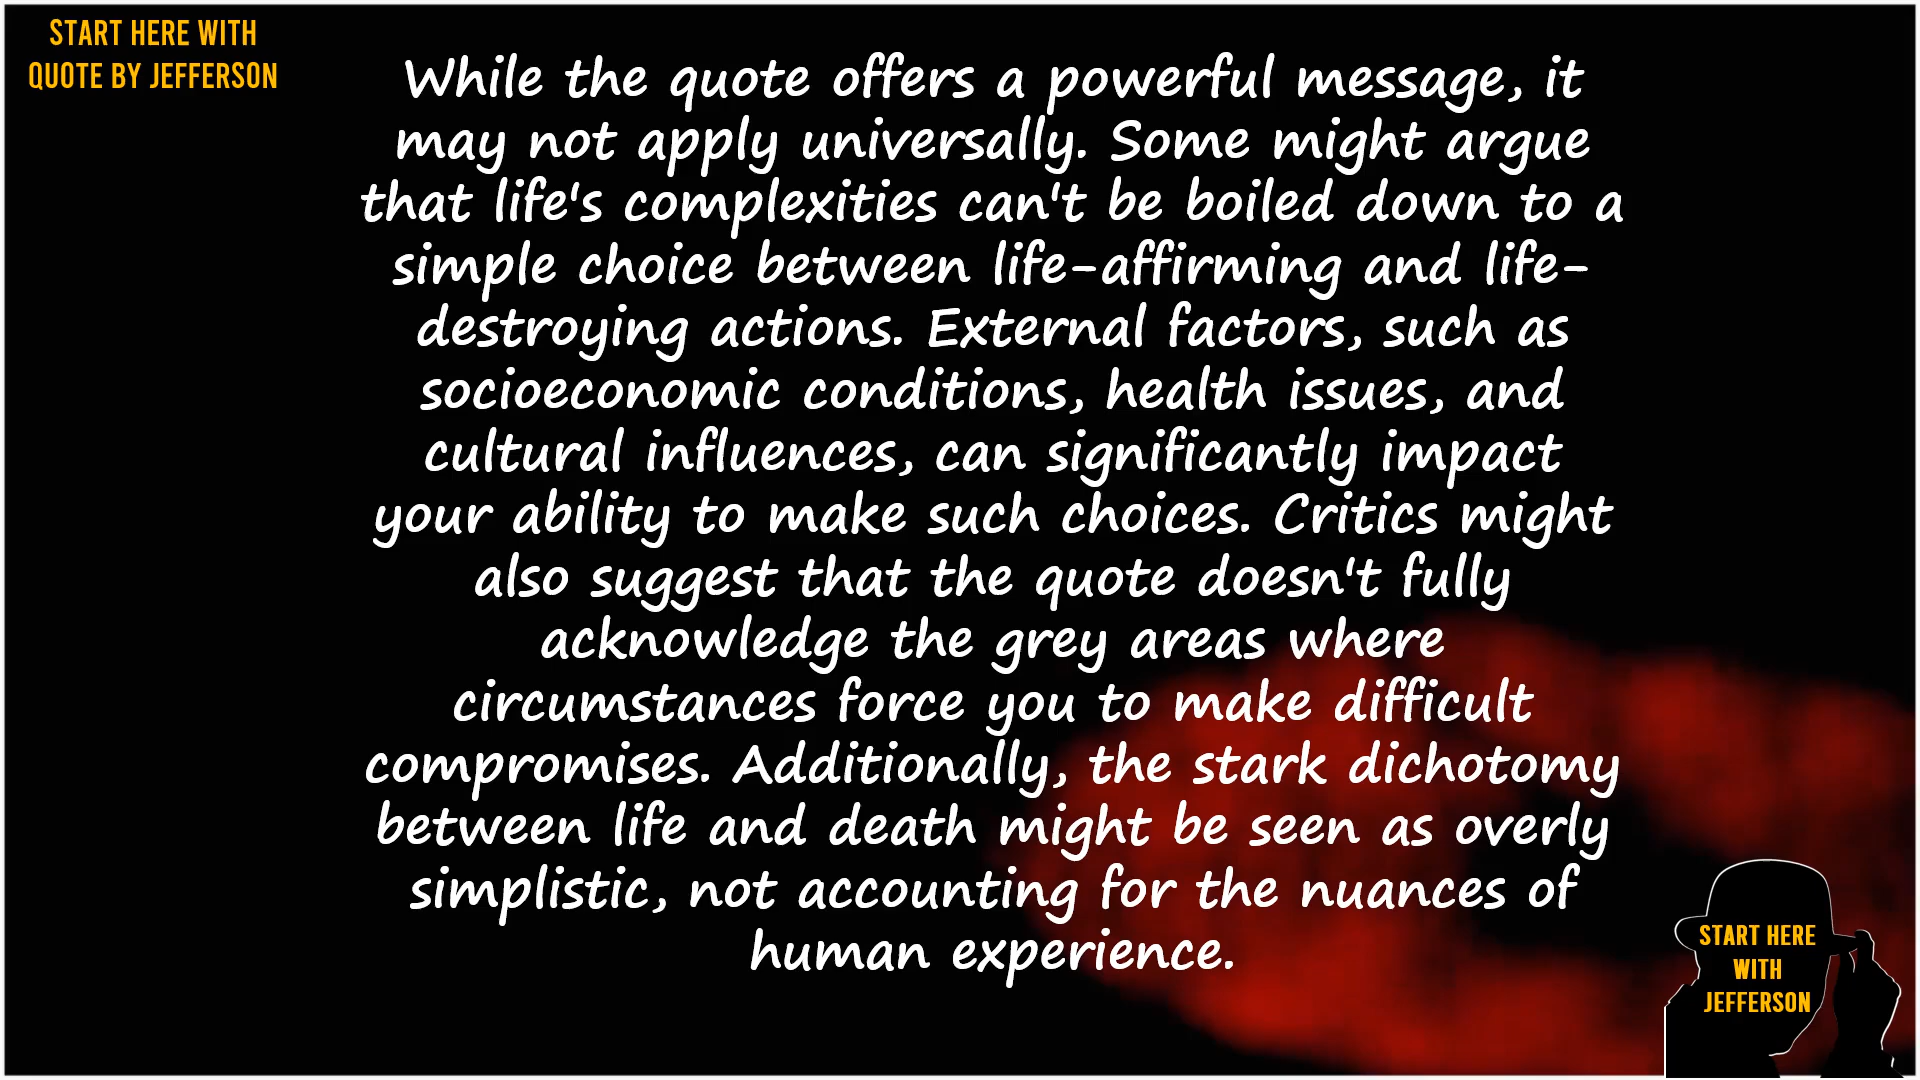 START HERE WITH
QUOTE BY JEFFERSON
While the quote offers a powerful message, it
may not apply universally. Some might argue
that life's complexities can't be boiled down to a
simple choice between life-affirming and life-
destroying actions. External factors, such as
socioeconomic conditions, health issues, and
cultural influences, can significantly impact
your ability to make such choices. Critics might
also suggest that the quote doesn't fully
acknowledge the grey areas where
circumstances force you to make difficult
compromises. Additionally, the stark dichotomy
between life and death might be seen as overly
simplistic, not accounting for the nuances of
human experience.
START HERE
WITH
JEFFERSON